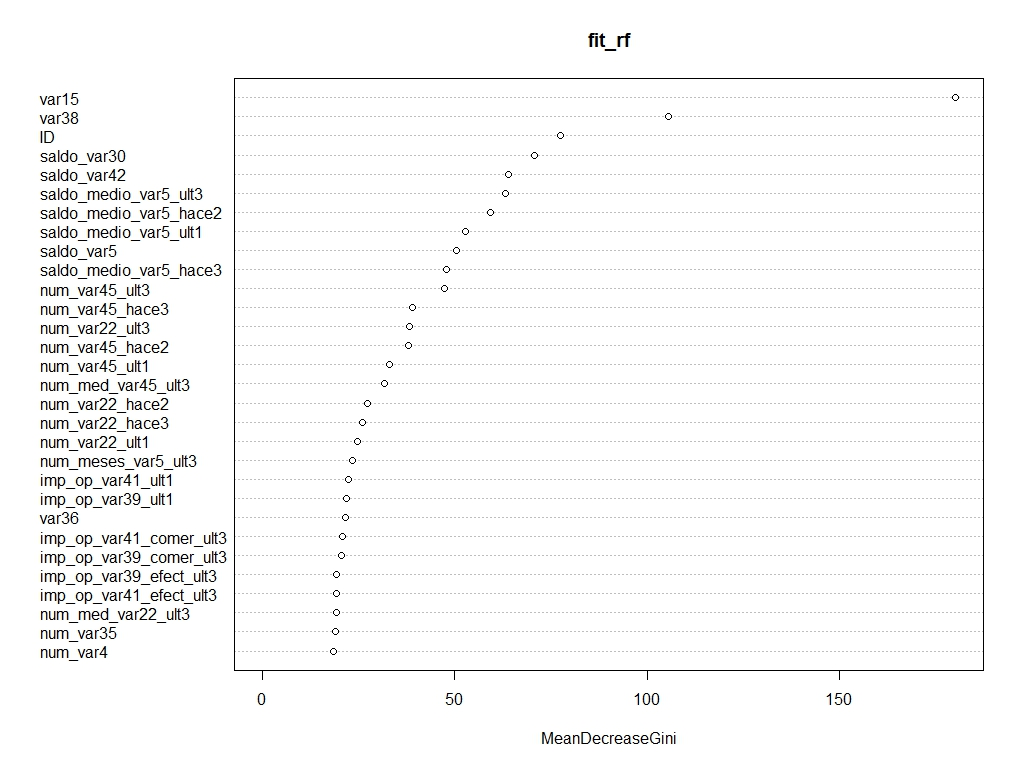 fit_rf
var15
var38
ID
saldo_var30
saldo_var42
saldo_medio_var5_ult3
saldo_medio_var5_hace2
saldo_medio_var5_ult1
saldo_var5
saldo_medio_var5_hace3
num_var45_ult3
num_var45_hace3
num_var22_ult3
num_var45_hace2
num_var45_ult1
num_med_var45_ult3
num_var22_hace2
num_var22_hace3
num_var22_ult1
num_meses_var5_ult3
imp_op_var41_ult1
imp_op_var39_ult1
var36
imp_op_var41_comer_ult3
imp_op_var39_comer_ult3
imp_op_var39_efect_ult3
imp_op_var41_efect_ult3
num_med_var22_ult3
num_var35
num_var4
0 50 100 150
MeanDecreaseGini